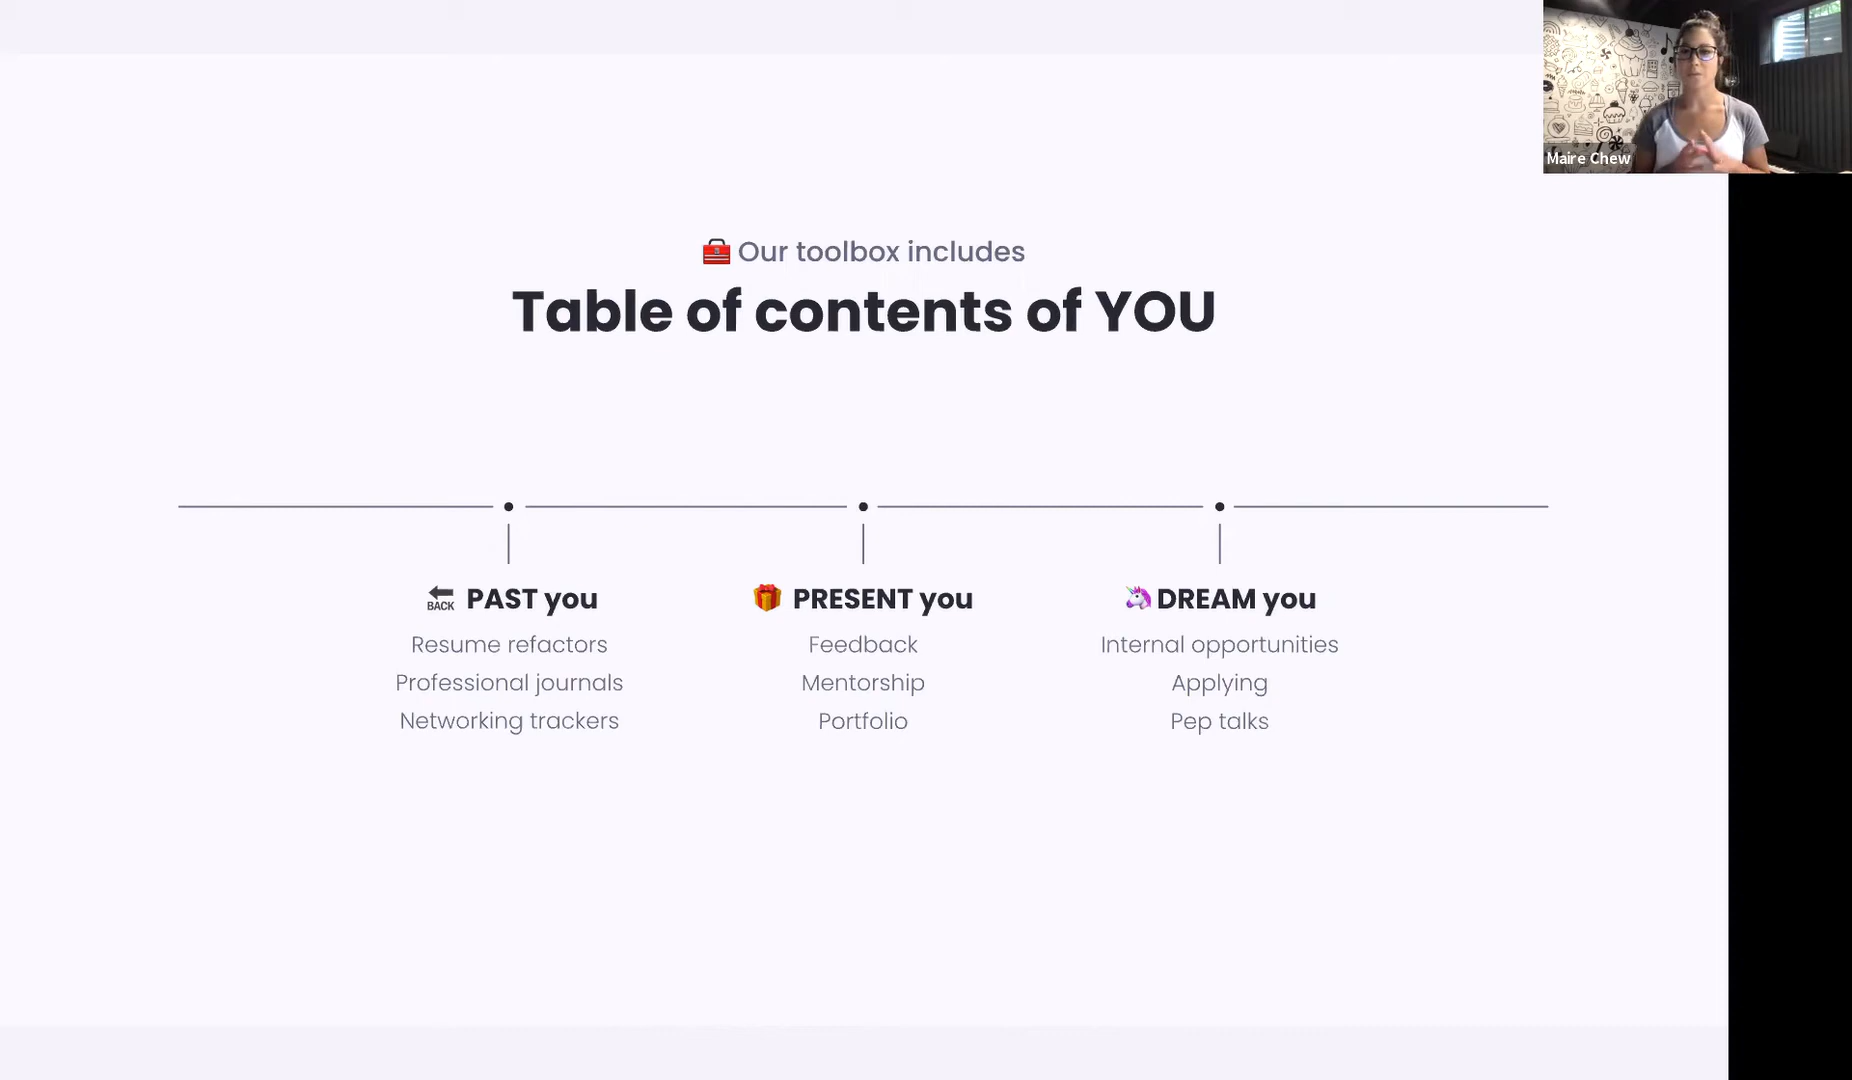 Maire Chew
🧰 Our toolbox includes
Table of contents of YOU
🔙 PAST you
Resume refactors
Professional journals
Networking trackers
🎁 PRESENT you
Feedback
Mentorship
Portfolio
🦄 DREAM you
Internal opportunities
Applying
Pep talks